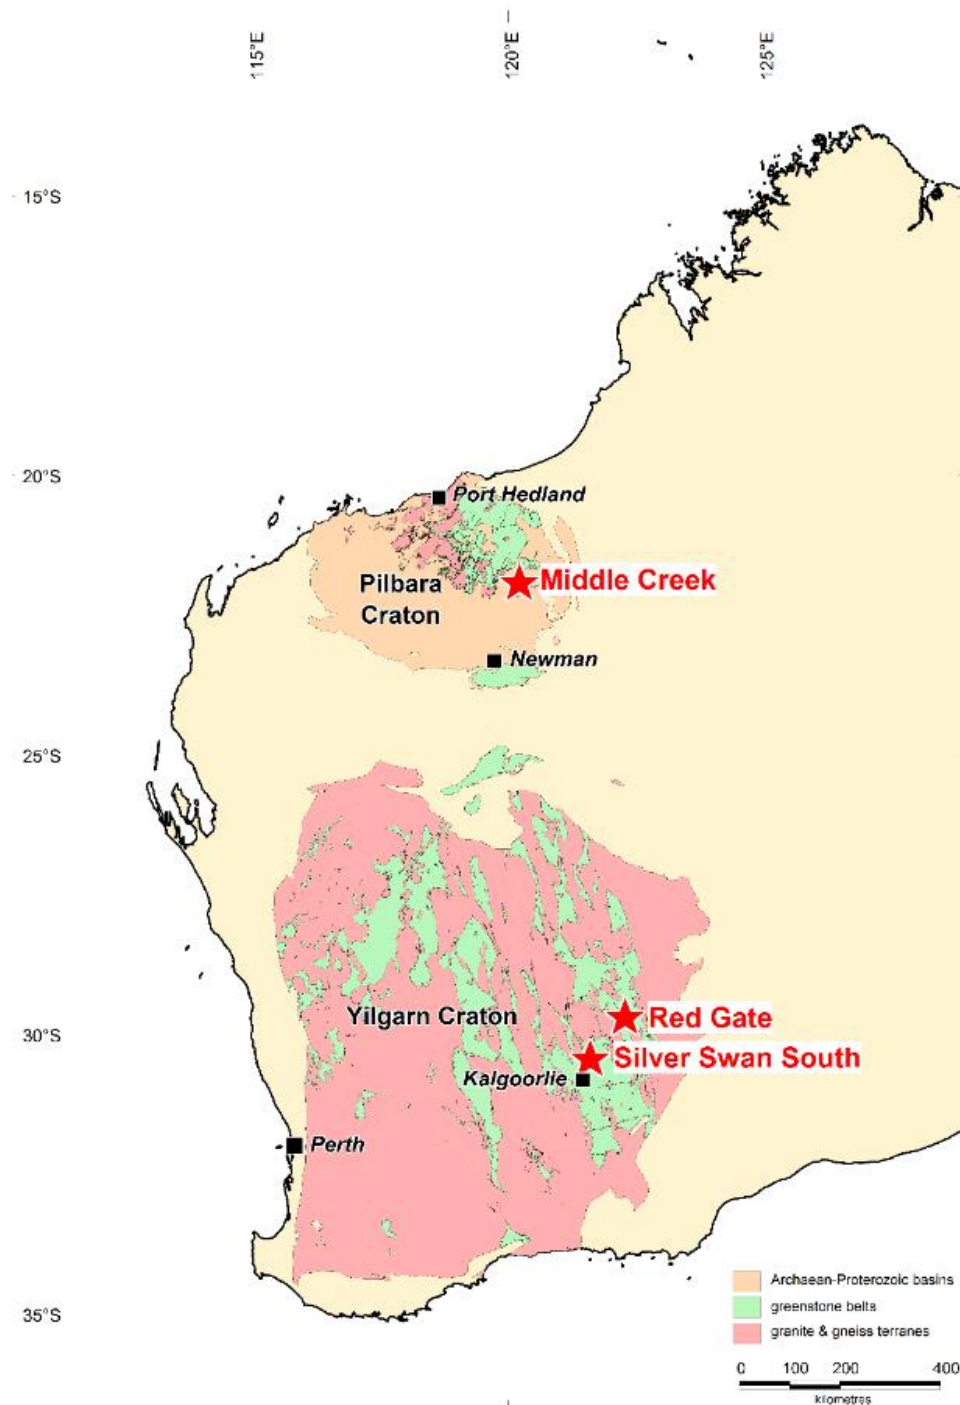 115°E
120°E
125°E
15°S
20°S
Port Hedland
Pilbara
Craton
Middle Creek
Newman
25°S
Yilgarn Craton
Red Gate
30°S
Silver Swan South
Kalgoorlie
Perth
Archaean-Proterozoic basins
greenstone belts
35°S
granite & gneiss terranes
0 100 200 400
kilometres